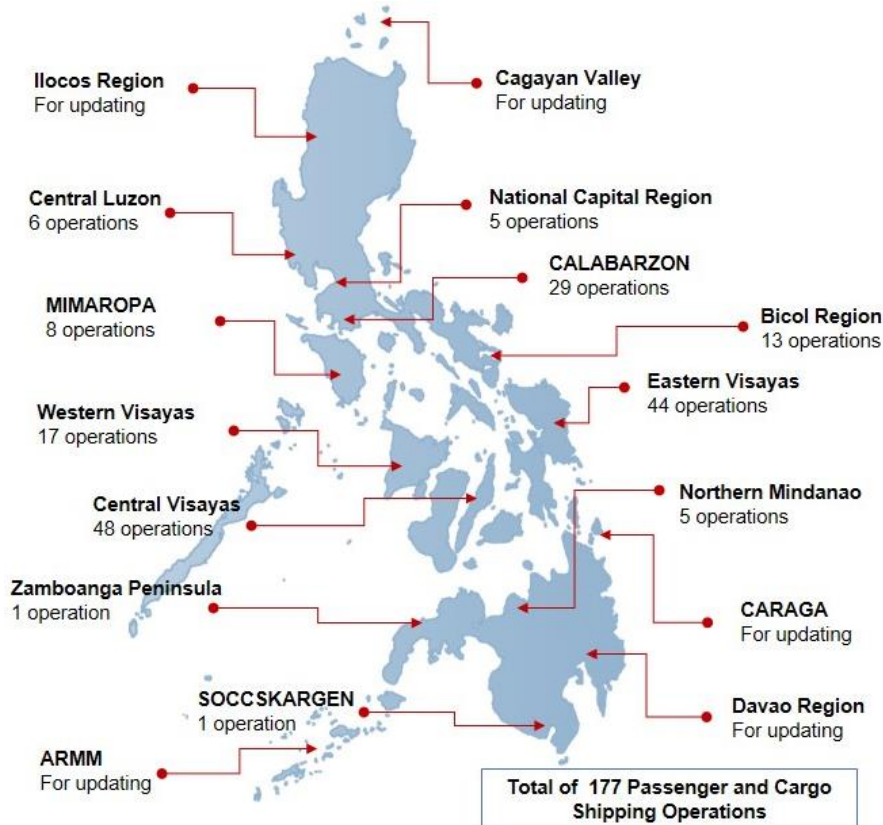 Ilocos Region
For updating
Cagayan Valley
For updating
Central Luzon
6 operations
National Capital Region
5 operations
CALABARZON
29 operations
MIMAROPA
8 operations
Bicol Region
13 operations
Eastern Visayas
44 operations
Western Visayas
17 operations
Central Visayas
48 operations
Northern Mindanao
5 operations
Zamboanga Peninsula
1 operation
CARAGA
For updating
SOCCSKARGEN
1 operation
Davao Region
For updating
ARMM
For updating
Total of 177 Passenger and Cargo
Shipping Operations